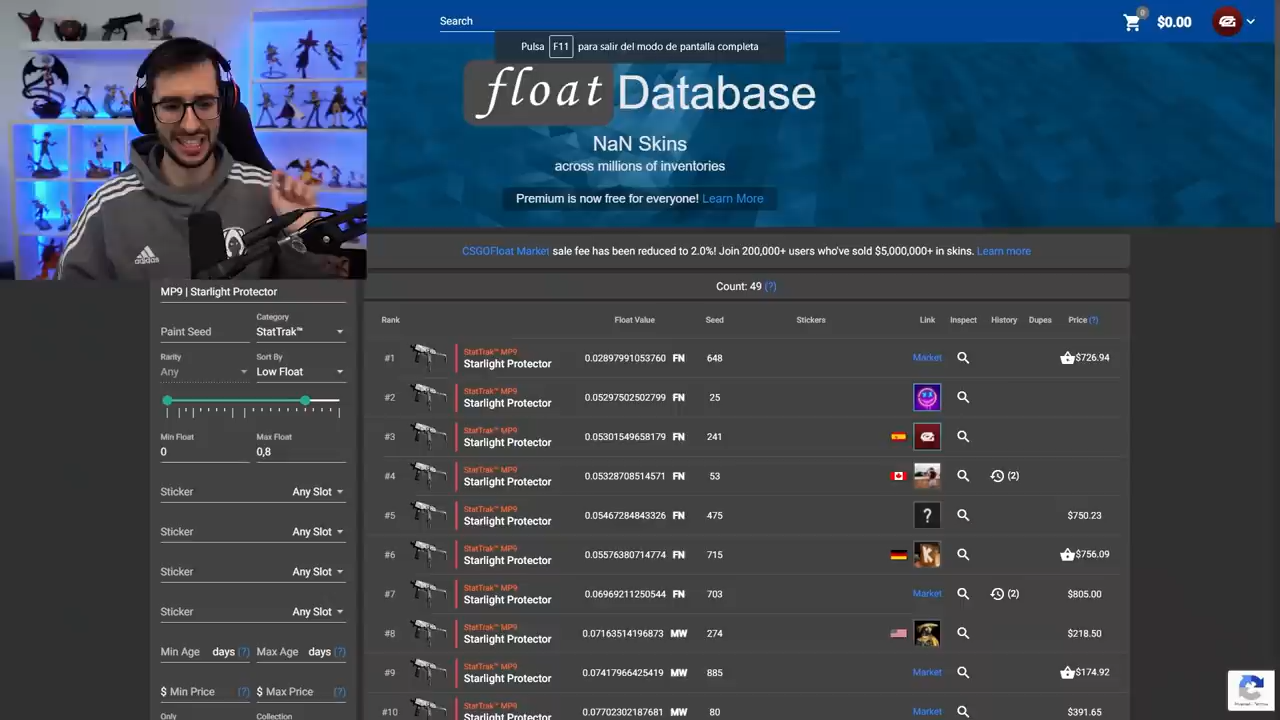 Search
0
$0.00
Pulsa F11 para salir del modo de pantalla completa
float Database
NaN Skins
across millions of inventories
Premium is now free for everyone! Learn More
CSGOFloat Market sale fee has been reduced to 2.0%! Join 200,000+ users who've sold $5,000,000+ in skins. Learn more
adidas
MP9 | Starlight Protector
Paint Seed
Category
StatTrak™
Rarity
Any
Sort By
Low Float
Min Float
0
Max Float
0,8
Sticker Any Slot
Sticker Any Slot
Sticker Any Slot
Sticker Any Slot
Min Age days (?) Max Age days (?)
$ Min Price (?) $ Max Price (?)
Only Collection
Count: 49 (?)
Rank Float Value Seed Stickers Link Inspect History Dupes Price (?)
#1 StatTrak™ MP9 Starlight Protector 0.02897991053760 FN 648 Market $726.94
#2 StatTrak™ MP9 Starlight Protector 0.05297502502799 FN 25
#3 StatTrak™ MP9 Starlight Protector 0.05301549658179 FN 241
#4 StatTrak™ MP9 Starlight Protector 0.05328708514571 FN 53 (2)
#5 StatTrak™ MP9 Starlight Protector 0.05467284843326 FN 475 ? $750.23
#6 StatTrak™ MP9 Starlight Protector 0.05576380714774 FN 715 K $756.09
#7 StatTrak™ MP9 Starlight Protector 0.06969211250544 FN 703 Market (2) $805.00
#8 StatTrak™ MP9 Starlight Protector 0.07163514196873 MW 274 $218.50
#9 StatTrak™ MP9 Starlight Protector 0.07417966425419 MW 885 Market $174.92
#10 StatTrak™ MP9 0.07702302187681 MW 80 Market $391.65